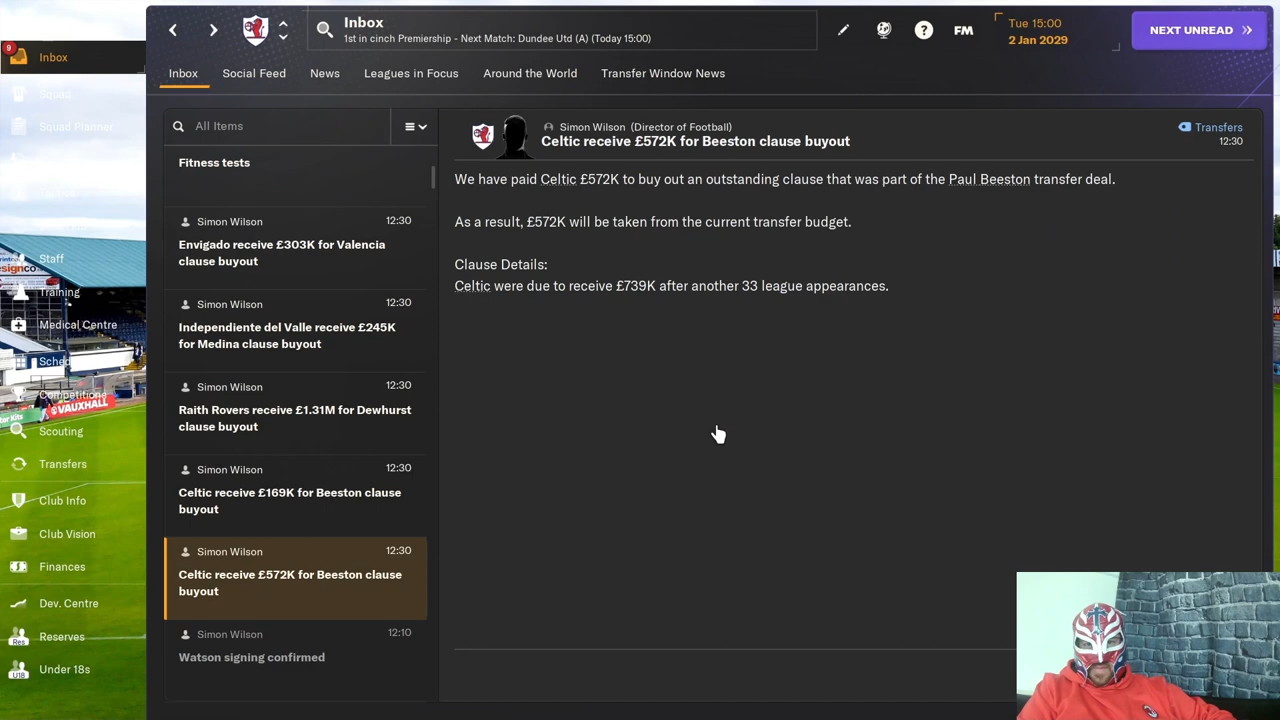 Inbox
1st in cinch Premiership - Next Match: Dundee Utd (A) (Today 15:00)
FM
Tue 15:00
2 Jan 2029
NEXT UNREAD
9
Inbox
Squad
Squad Planner
Staff
Training
Medical Centre
Sched
Competitions
Scouting
Transfers
Club Info
Club Vision
Finances
Dev. Centre
Reserves
Under 18s
Res
U18
VAUXHALL
Inbox
Social Feed
News
Leagues in Focus
Around the World
Transfer Window News
All Items
Fitness tests
Simon Wilson 12:30
Envigado receive £303K for Valencia
clause buyout
Simon Wilson 12:30
Independiente del Valle receive £245K
for Medina clause buyout
Simon Wilson 12:30
Raith Rovers receive £1.31M for Dewhurst
clause buyout
Simon Wilson 12:30
Celtic receive £169K for Beeston clause
buyout
Simon Wilson 12:30
Celtic receive £572K for Beeston clause
buyout
Simon Wilson 12:10
Watson signing confirmed
Simon Wilson (Director of Football)
Celtic receive £572K for Beeston clause buyout
Transfers
12:30
We have paid Celtic £572K to buy out an outstanding clause that was part of the Paul Beeston transfer deal.
As a result, £572K will be taken from the current transfer budget.
Clause Details:
Celtic were due to receive £739K after another 33 league appearances.